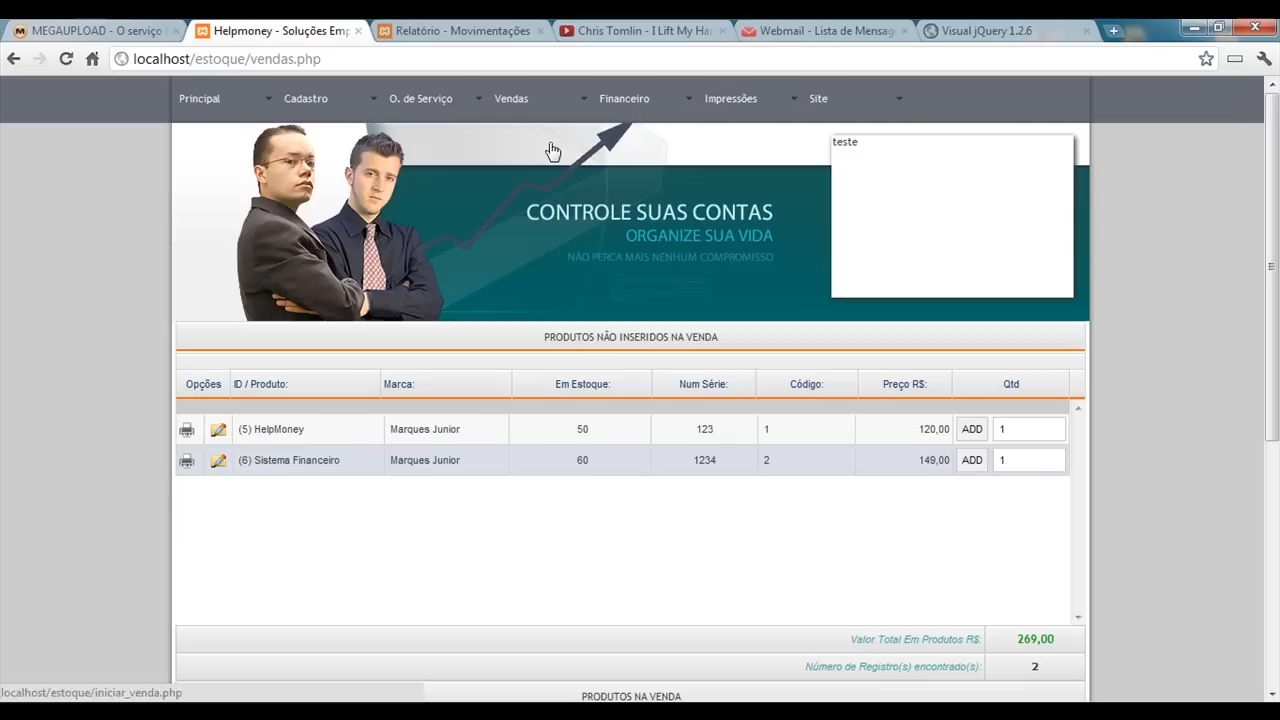 MEGAUPLOAD - O serviço
Helpmoney - Soluções Emp
Relatório - Movimentações
Chris Tomlin - I Lift My Ha
Webmail - Lista de Mensag
Visual jQuery 1.2.6
localhost/estoque/vendas.php
Principal
Cadastro
O. de Serviço
Vendas
Financeiro
Impressões
Site
teste
CONTROLE SUAS CONTAS
ORGANIZE SUA VIDA
NÃO PERCA MAIS NENHUM COMPROMISSO
PRODUTOS NÃO INSERIDOS NA VENDA
Opções ID / Produto: Marca: Em Estoque: Num Série: Código: Preço R$: Qtd
(5) HelpMoney Marques Junior 50 123 1 120,00 ADD 1
(6) Sistema Financeiro Marques Junior 60 1234 2 149,00 ADD 1
Valor Total Em Produtos R$: 269,00
Número de Registro(s) encontrado(s): 2
PRODUTOS NA VENDA
localhost/estoque/iniciar_venda.php